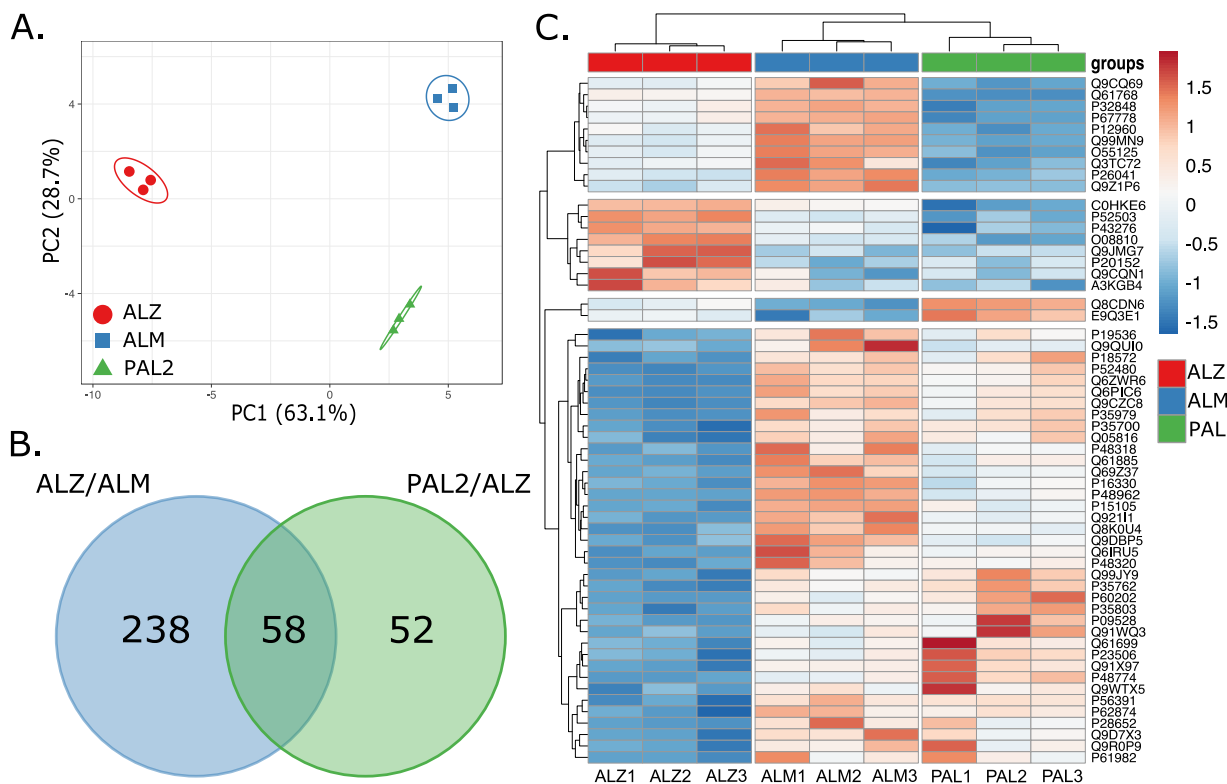 A.
4
0
-4
-10
-5
0
5
PC2 (28.7%)
PC1 (63.1%)
ALZ
ALM
PAL2
B.
ALZ/ALM
PAL2/ALZ
238
58
52
C.
groups
Q9CQ69
Q61768
P32848
P67778
P12960
Q99MN9
O55125
Q3TC72
P26041
Q9Z1P6
C0HKE6
P52503
P43276
O08810
Q9JMG7
P20152
Q9CQN1
A3KGB4
Q8CDN6
E9Q3E1
P19536
Q9QUI0
P18572
P52480
Q6ZWR6
Q6PIC6
Q9CZC8
P35979
P35700
Q05816
P48318
Q61885
Q69Z37
P16330
P48962
P15105
Q921I1
Q8K0U4
Q9DBP5
Q6IRU5
P48320
Q99JY9
P35762
P60202
P35803
P09528
Q91WQ3
Q61699
P23506
Q91X97
P48774
Q9WTX5
P56391
P62874
P28652
Q9D7X3
Q9R0P9
P61982
ALZ1 ALZ2 ALZ3 ALM1 ALM2 ALM3 PAL1 PAL2 PAL3
1.5
1
0.5
0
-0.5
-1
-1.5
ALZ
ALM
PAL